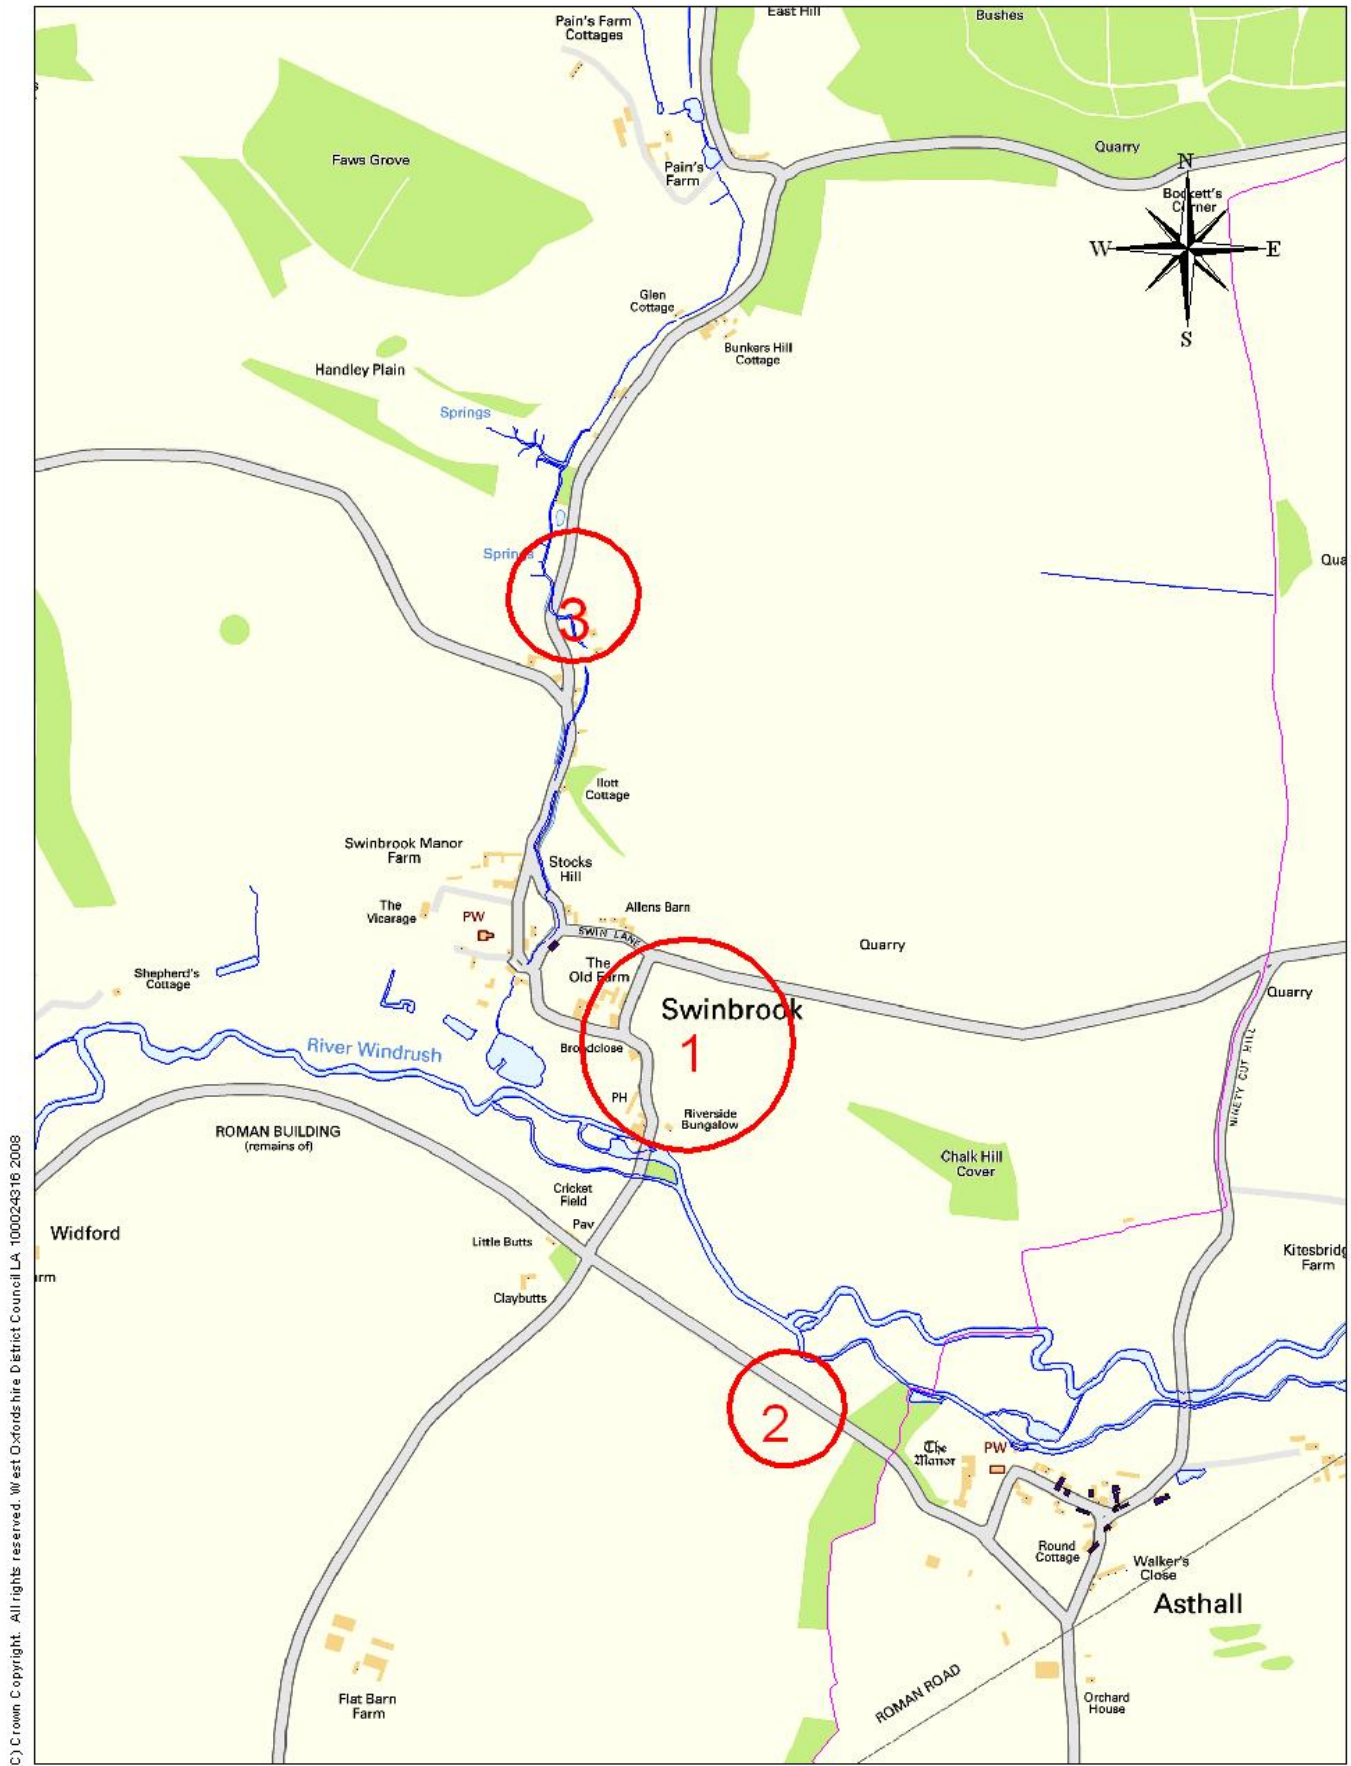 Pain's Farm
Cottages
East Hill
Bushes
Faws Grove
Quarry
Pain's
Farm
N
Bockett's
Corner
W
E
S
Glen
Cottage
Bunkers Hill
Cottage
Handley Plain
Springs
Springs
Qua
3
Ilott
Cottage
Swinbrook Manor
Farm
Stocks
Hill
The
Vicarage
PW
Allens Barn
SWIN LANE
Quarry
The
Old Farm
Shepherd's
Cottage
Swinbrook
Quarry
River Windrush
Broadclose
1
NINETY CUT HILL
PH
Riverside
Bungalow
ROMAN BUILDING
(remains of)
Chalk Hill
Cover
Cricket
Field
Pav
Widford
Little Butts
Kitesbridg
Farm
arm
Claybutts
2
The
Manor
PW
Round
Cottage
Walker's
Close
Asthall
ROMAN ROAD
Flat Barn
Farm
Orchard
House
C) Crown Copyright. All rights reserved. West Oxfordshire District Council LA 100024316 2008